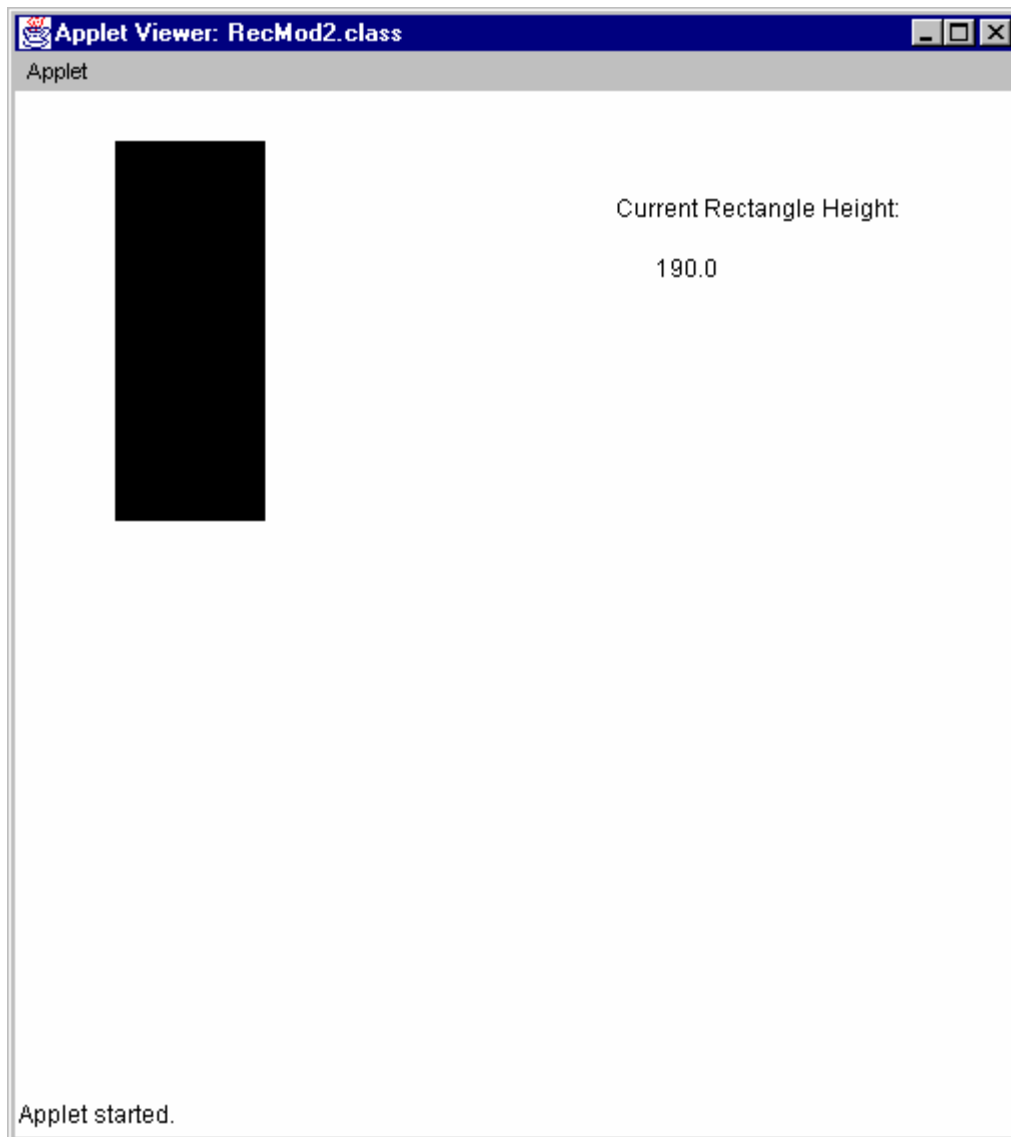 Applet Viewer: RecMod2.class
Applet
Current Rectangle Height:
190.0
Applet started.